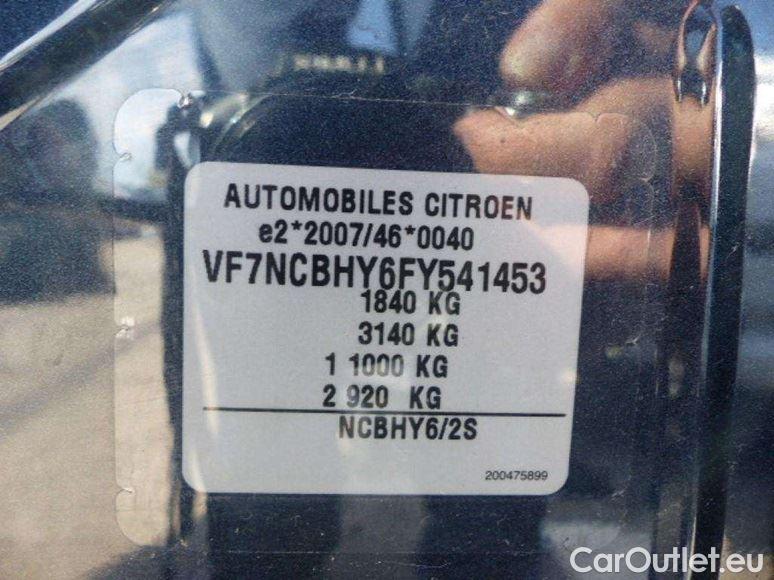 AUTOMOBILES CITROEN
e2*2007/46*0040
VF7NCBHY6FY541453
1840 KG
3140 KG
1 1000 KG
2 920 KG
NCBHY6/2S
200475899
CarOutlet.eu